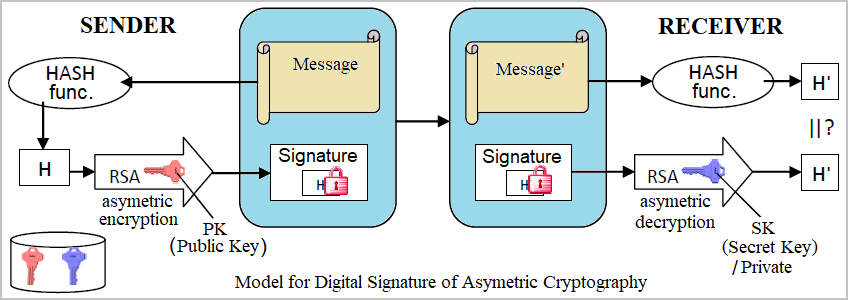 SENDER
RECEIVER
Message
Message'
HASH
func.
HASH
func.
H'
||?
H
RSA
asymetric
encryption
PK
(Public Key)
Signature
H
Signature
H
RSA
asymetric
decryption
SK
(Secret Key)
/ Private
H'
Model for Digital Signature of Asymetric Cryptography